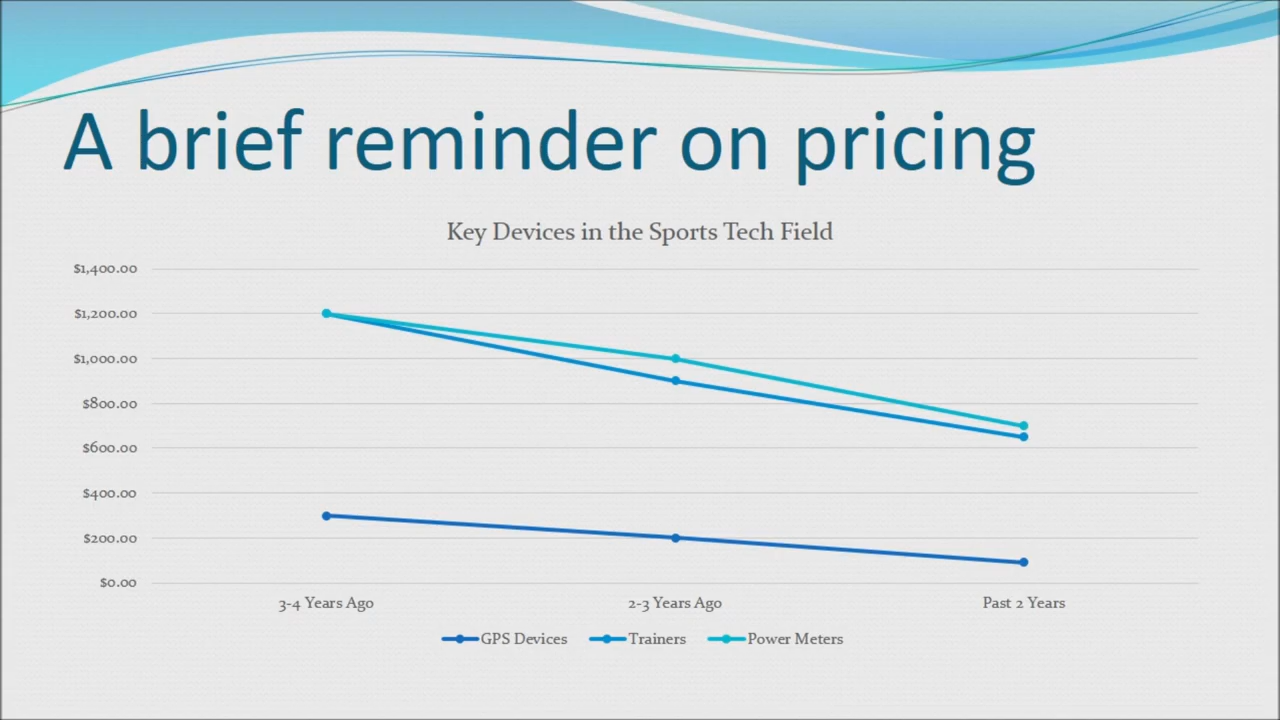 A brief reminder on pricing
Key Devices in the Sports Tech Field
$1,400.00
$1,200.00
$1,000.00
$800.00
$600.00
$400.00
$200.00
$0.00
3-4 Years Ago
2-3 Years Ago
Past 2 Years
GPS Devices
Trainers
Power Meters